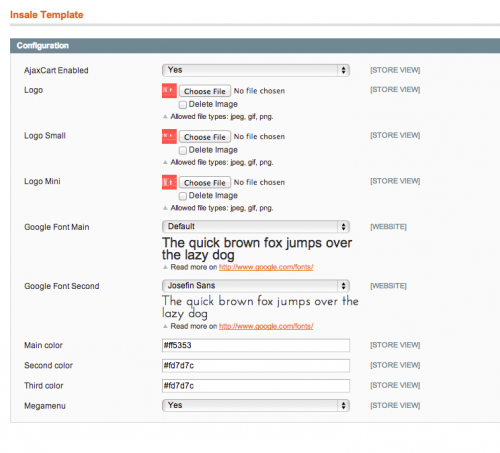 Insale Template
Configuration
AjaxCart Enabled Yes [STORE VIEW]
Logo Choose File No file chosen [STORE VIEW]
Delete Image
Allowed file types: jpeg, gif, png.
Logo Small Choose File No file chosen [STORE VIEW]
Delete Image
Allowed file types: jpeg, gif, png.
Logo Mini Choose File No file chosen [STORE VIEW]
Delete Image
Allowed file types: jpeg, gif, png.
Google Font Main Default [WEBSITE]
The quick brown fox jumps over
the lazy dog
Read more on http://www.google.com/fonts/
Google Font Second Josefin Sans [WEBSITE]
The quick brown fox jumps over the
lazy dog
Read more on http://www.google.com/fonts/
Main color #ff5353 [STORE VIEW]
Second color #fd7d7c [STORE VIEW]
Third color #fd7d7c [STORE VIEW]
Megamenu Yes [STORE VIEW]